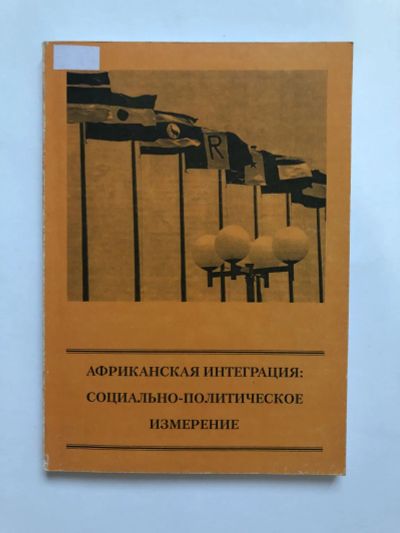 R
АФРИКАНСКАЯ ИНТЕГРАЦИЯ:
СОЦИАЛЬНО-ПОЛИТИЧЕСКОЕ
ИЗМЕРЕНИЕ